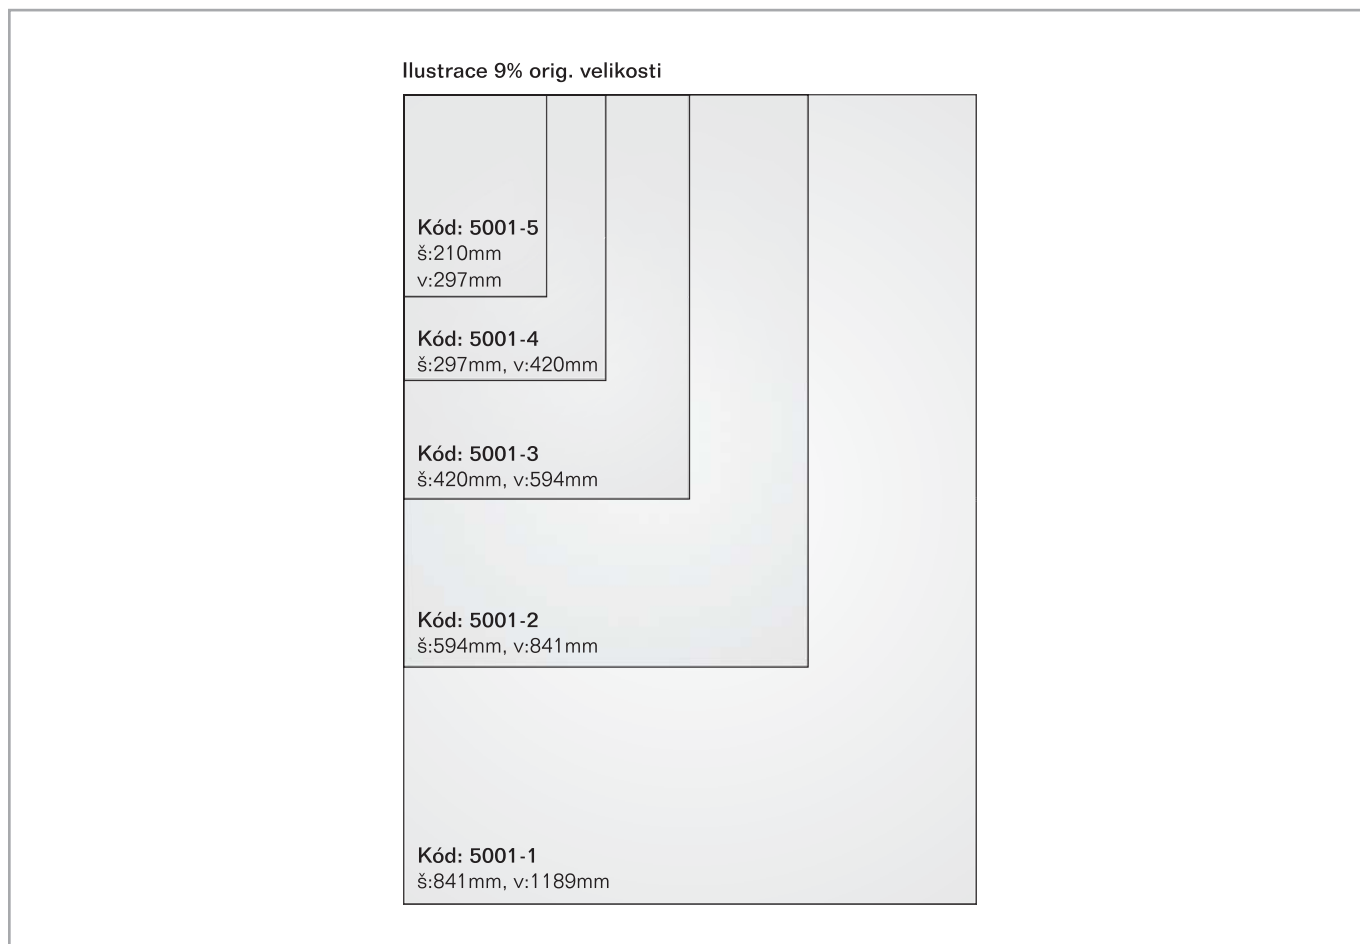 Ilustrace 9% orig. velikosti
Kód: 5001-5
š:210mm
v:297mm
Kód: 5001-4
š:297mm, v:420mm
Kód: 5001-3
š:420mm, v:594mm
Kód: 5001-2
š:594mm, v:841mm
Kód: 5001-1
š:841mm, v:1189mm